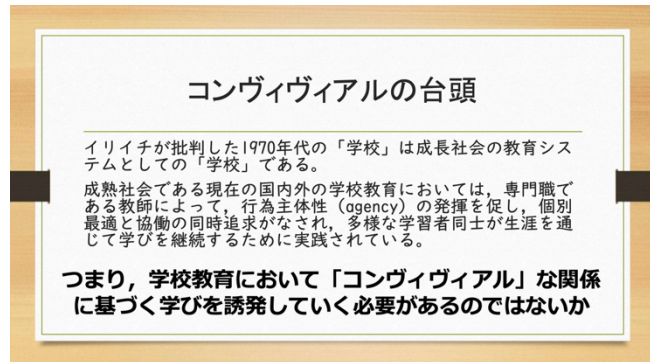 コンヴィヴィアルの台頭
イリイチが批判した1970年代の「学校」は成長社会の教育シス
テムとしての「学校」である。
成熟社会である現在の国内外の学校教育においては，専門職で
ある教師によって，行為主体性（agency）の発揮を促し，個別
最適と協働の同時追求がなされ，多様な学習者同士が生涯を通
じて学びを継続するために実践されている。
つまり，学校教育において「コンヴィヴィアル」な関係
に基づく学びを誘発していく必要があるのではないか